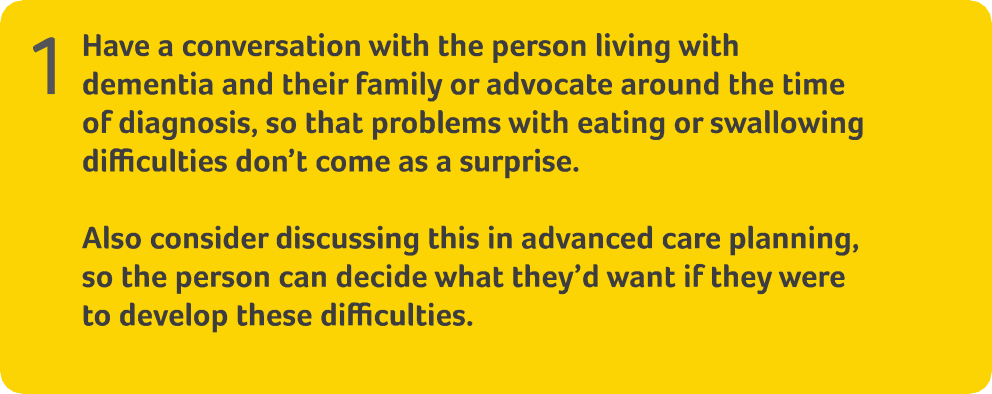 1
Have a conversation with the person living with
dementia and their family or advocate around the time
of diagnosis, so that problems with eating or swallowing
difficulties don’t come as a surprise.
Also consider discussing this in advanced care planning,
so the person can decide what they’d want if they were
to develop these difficulties.